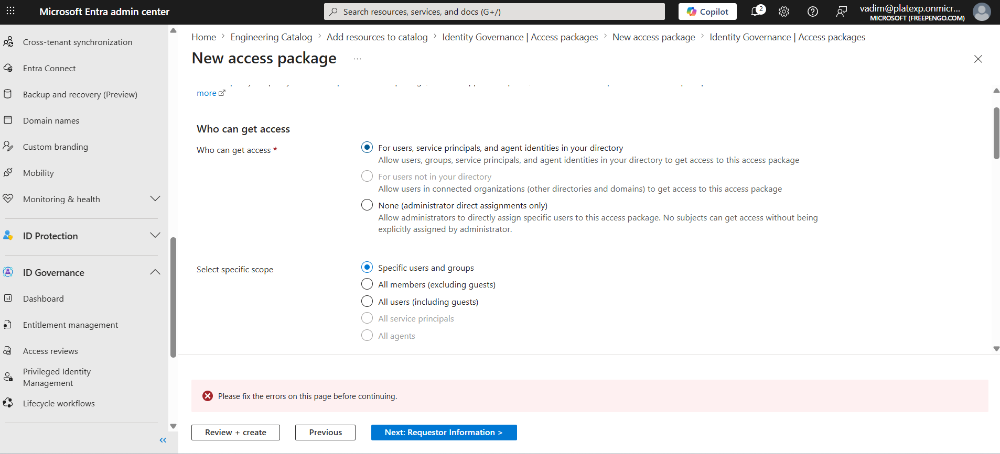 Microsoft Entra admin center
Search resources, services, and docs (G+/)
Copilot
2
vadim@platexp.onmicr...
MICROSOFT (FREEPENGO.COM)
Cross-tenant synchronization
Entra Connect
Backup and recovery (Preview)
Domain names
Custom branding
Mobility
Monitoring & health
ID Protection
ID Governance
Dashboard
Entitlement management
Access reviews
Privileged Identity
Management
Lifecycle workflows
«
Home > Engineering Catalog > Add resources to catalog > Identity Governance | Access packages > New access package > Identity Governance | Access packages
New access package ...
more
Who can get access
Who can get access *
For users, service principals, and agent identities in your directory
Allow users, groups, service principals, and agent identities in your directory to get access to this access package
For users not in your directory
Allow users in connected organizations (other directories and domains) to get access to this access package
None (administrator direct assignments only)
Allow administrators to directly assign specific users to this access package. No subjects can get access without being
explicitly assigned by administrator.
Select specific scope
Specific users and groups
All members (excluding guests)
All users (including guests)
All service principals
All agents
Please fix the errors on this page before continuing.
Review + create
Previous
Next: Requestor Information >